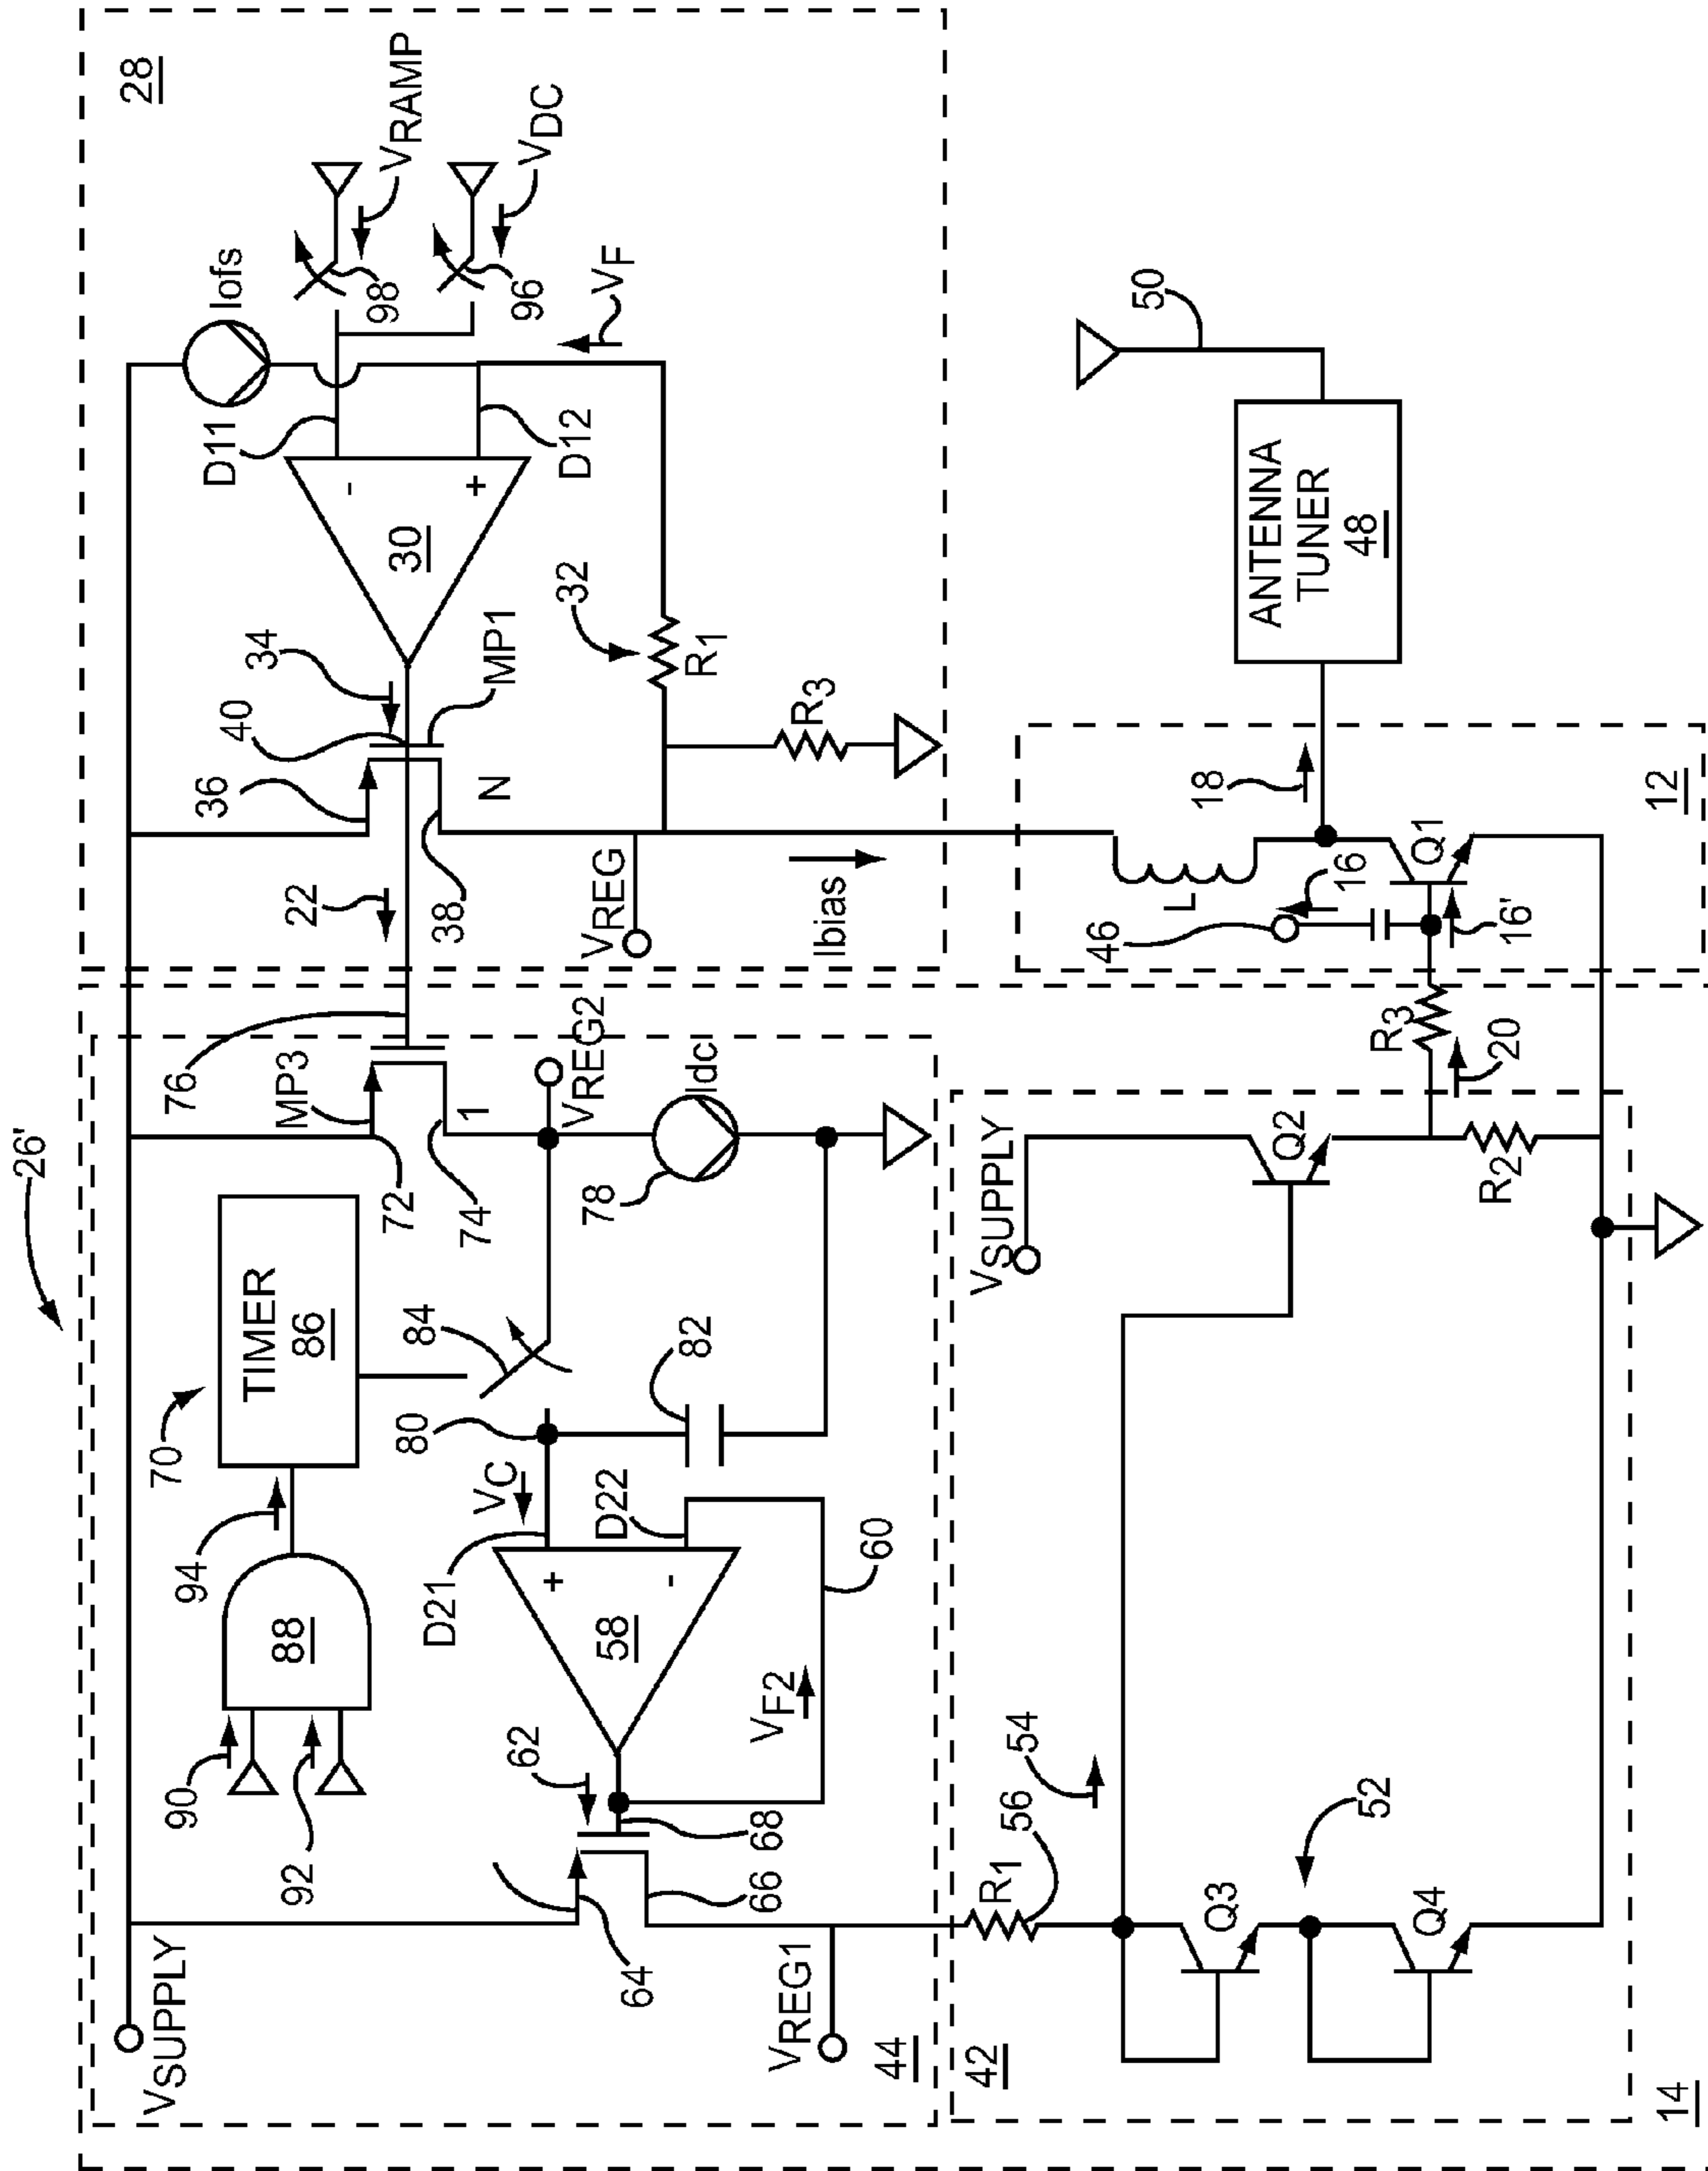 26'
28
Iofs
VRAMP
VDC
98
96
VF
D11
D12
-
+
30
34
40
MP1
36
38
N
32
R1
R3
22
VREG
Ibias
76
MP3
72
74
1
VREG2
Idc
78
TIMER
86
70
84
80
82
94
88
90
92
VC
D21
D22
+
-
58
60
VF2
62
68
66
64
VSUPPLY
VREG1
44
42
R1
56
54
52
Q3
Q4
VSUPPLY
Q2
R2
20
R3
14
46
16
16'
L
Q1
18
12
ANTENNA
TUNER
48
50